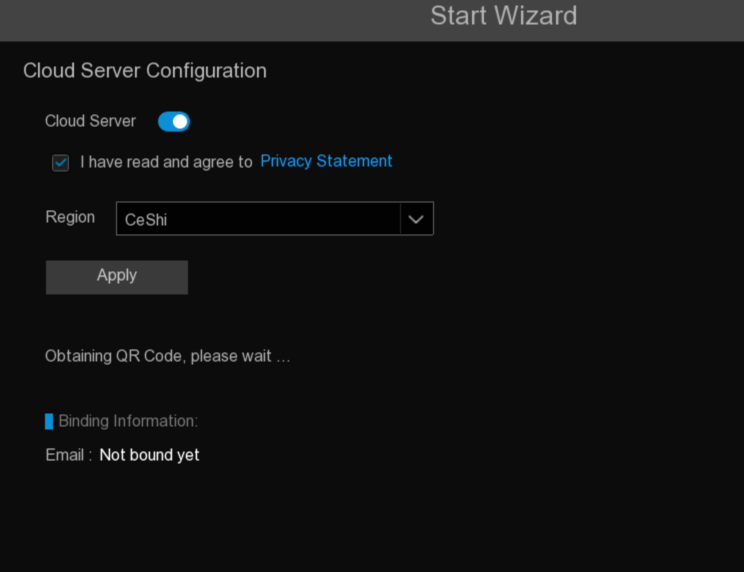 Start Wizard
Cloud Server Configuration
Cloud Server
I have read and agree to Privacy Statement
Region CeShi
Apply
Obtaining QR Code, please wait ...
Binding Information:
Email : Not bound yet